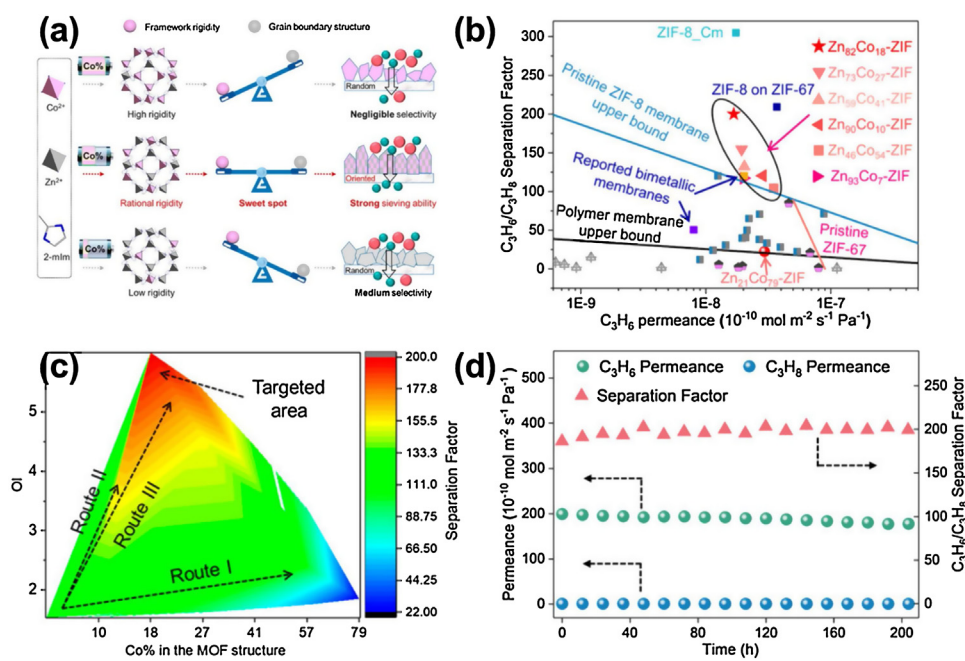 (a)
Framework rigidity
Grain boundary structure
Co%
Random
High rigidity
Negligible selectivity
Co²⁺
Co%
Oriented
Zn²⁺
Rational rigidity
Sweet spot
Strong sieving ability
2-mIm
Co%
Random
Low rigidity
Medium selectivity
(b)
C₃H₆/C₃H₈ Separation Factor
300
250
200
150
100
50
0
1E-9
1E-8
1E-7
C₃H₆ permeance (10⁻¹⁰ mol m⁻² s⁻¹ Pa⁻¹)
ZIF-8_Cm
Pristine ZIF-8 membrane
upper bound
ZIF-8 on ZIF-67
Reported bimetallic
membranes
Polymer membrane
upper bound
Pristine
ZIF-67
Zn₂₁Co₇₉-ZIF
Zn₈₂Co₁₈-ZIF
Zn₇₃Co₂₇-ZIF
Zn₅₉Co₄₁-ZIF
Zn₉₀Co₁₀-ZIF
Zn₄₆Co₅₄-ZIF
Zn₉₃Co₇-ZIF
(c)
OI
5
4
3
2
10
18
27
41
57
79
Co% in the MOF structure
Targeted
area
Route II
Route III
Route I
200.0
177.8
155.5
133.3
111.0
88.75
66.50
44.25
22.00
Separation Factor
(d)
C₃H₆ Permeance
C₃H₈ Permeance
Separation Factor
Permeance (10⁻¹⁰ mol m⁻² s⁻¹ Pa⁻¹)
500
400
300
200
100
0
250
200
150
100
50
0
C₃H₆/C₃H₈ Separation Factor
0
40
80
120
160
200
Time (h)